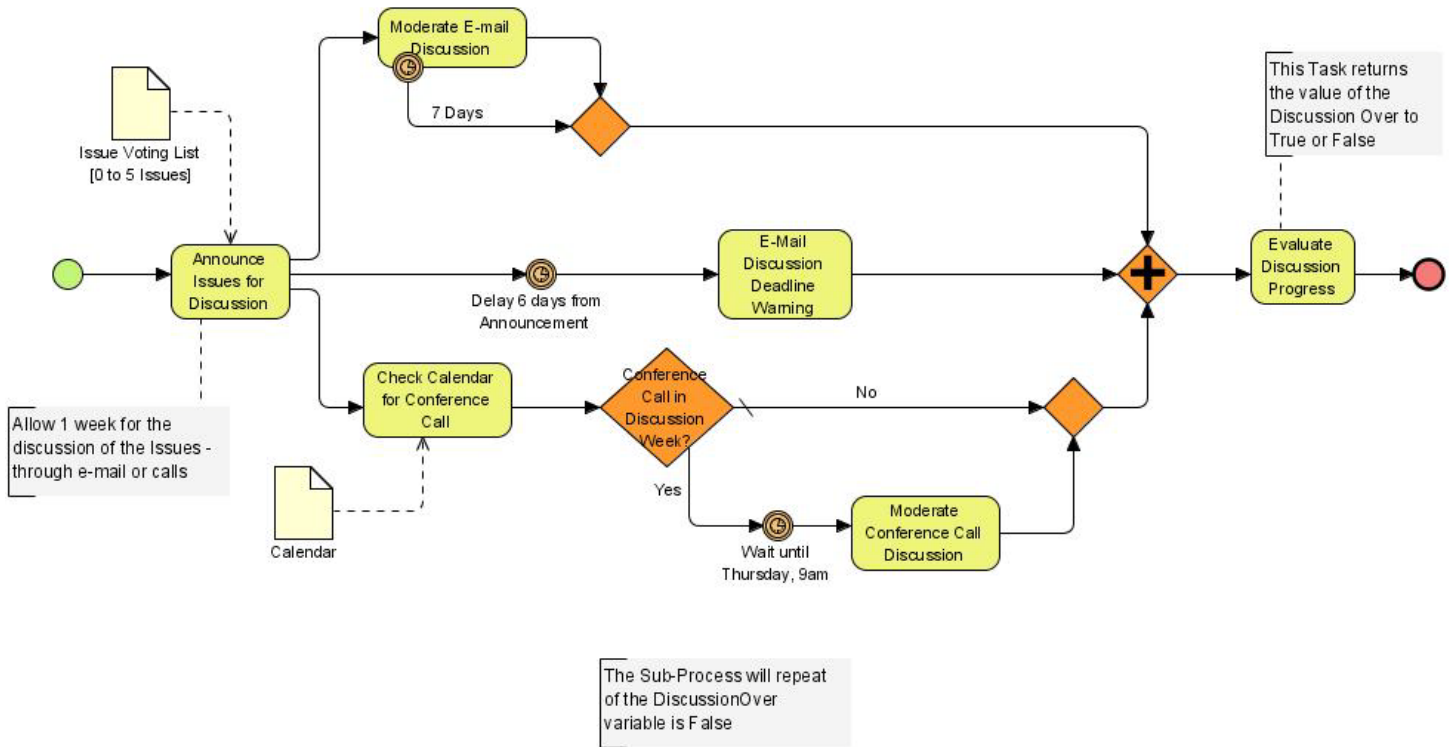 Moderate E-mail
Discussion
7 Days
Issue Voting List
[0 to 5 Issues]
This Task returns
the value of the
Discussion Over to
True or False
Announce
Issues for
Discussion
Delay 6 days from
Announcement
E-Mail
Discussion
Deadline
Warning
Evaluate
Discussion
Progress
Allow 1 week for the
discussion of the Issues -
through e-mail or calls
Check Calendar
for Conference
Call
Calendar
Conference
Call in
Discussion
Week?
No
Yes
Wait until
Thursday, 9am
Moderate
Conference Call
Discussion
The Sub-Process will repeat
of the DiscussionOver
variable is False